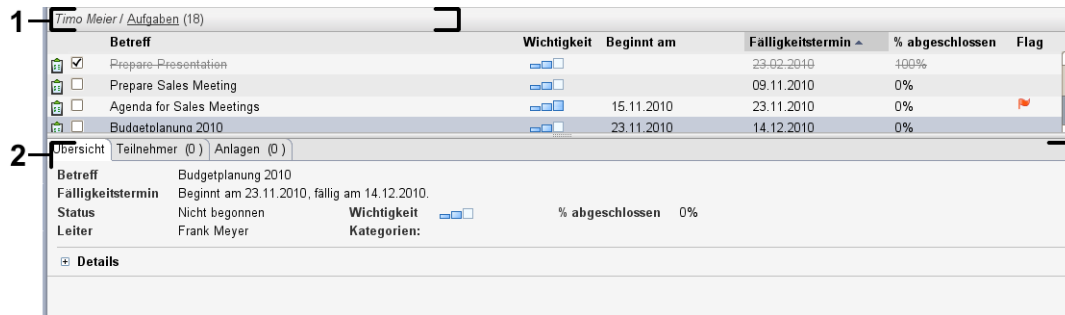 1
Timo Meier / Aufgaben (18)
Betreff Wichtigkeit Beginnt am Fälligkeitstermin % abgeschlossen Flag
Prepare Presentation 23.02.2010 100%
Prepare Sales Meeting 09.11.2010 0%
Agenda for Sales Meetings 15.11.2010 23.11.2010 0%
Budgetplanung 2010 23.11.2010 14.12.2010 0%
2
Übersicht Teilnehmer (0) Anlagen (0)
Betreff Budgetplanung 2010
Fälligkeitstermin Beginnt am 23.11.2010, fällig am 14.12.2010.
Status Nicht begonnen Wichtigkeit % abgeschlossen 0%
Leiter Frank Meyer Kategorien:
Details